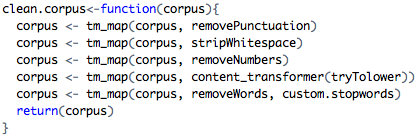 clean.corpus<-function(corpus){
  corpus <- tm_map(corpus, removePunctuation)
  corpus <- tm_map(corpus, stripWhitespace)
  corpus <- tm_map(corpus, removeNumbers)
  corpus <- tm_map(corpus, content_transformer(tryTolower))
  corpus <- tm_map(corpus, removeWords, custom.stopwords)
  return(corpus)
}